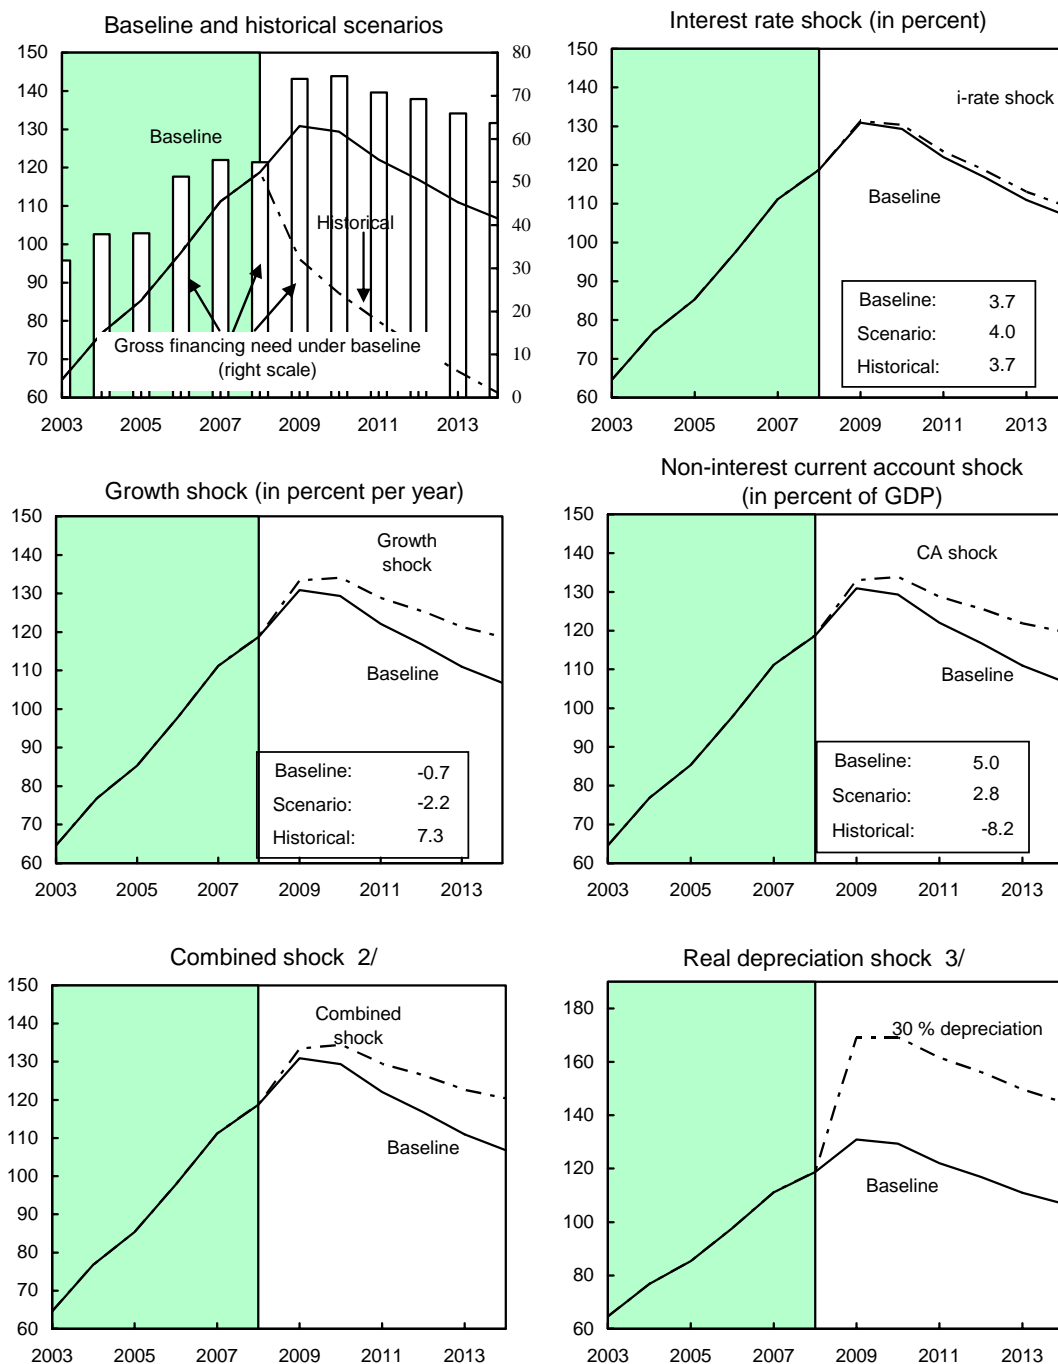 Baseline and historical scenarios
150
140
130
120
110
100
90
80
70
60
80
70
60
50
40
30
20
10
0
Baseline
Historical
Gross financing need under baseline
(right scale)
2003 2005 2007 2009 2011 2013
Interest rate shock (in percent)
150
140
130
120
110
100
90
80
70
60
i-rate shock
Baseline
Baseline: 3.7
Scenario: 4.0
Historical: 3.7
2003 2005 2007 2009 2011 2013
Growth shock (in percent per year)
150
140
130
120
110
100
90
80
70
60
Growth
shock
Baseline
Baseline: -0.7
Scenario: -2.2
Historical: 7.3
2003 2005 2007 2009 2011 2013
Non-interest current account shock
(in percent of GDP)
150
140
130
120
110
100
90
80
70
60
CA shock
Baseline
Baseline: 5.0
Scenario: 2.8
Historical: -8.2
2003 2005 2007 2009 2011 2013
Combined shock 2/
150
140
130
120
110
100
90
80
70
60
Combined
shock
Baseline
2003 2005 2007 2009 2011 2013
Real depreciation shock 3/
180
160
140
120
100
80
60
30 % depreciation
Baseline
2003 2005 2007 2009 2011 2013